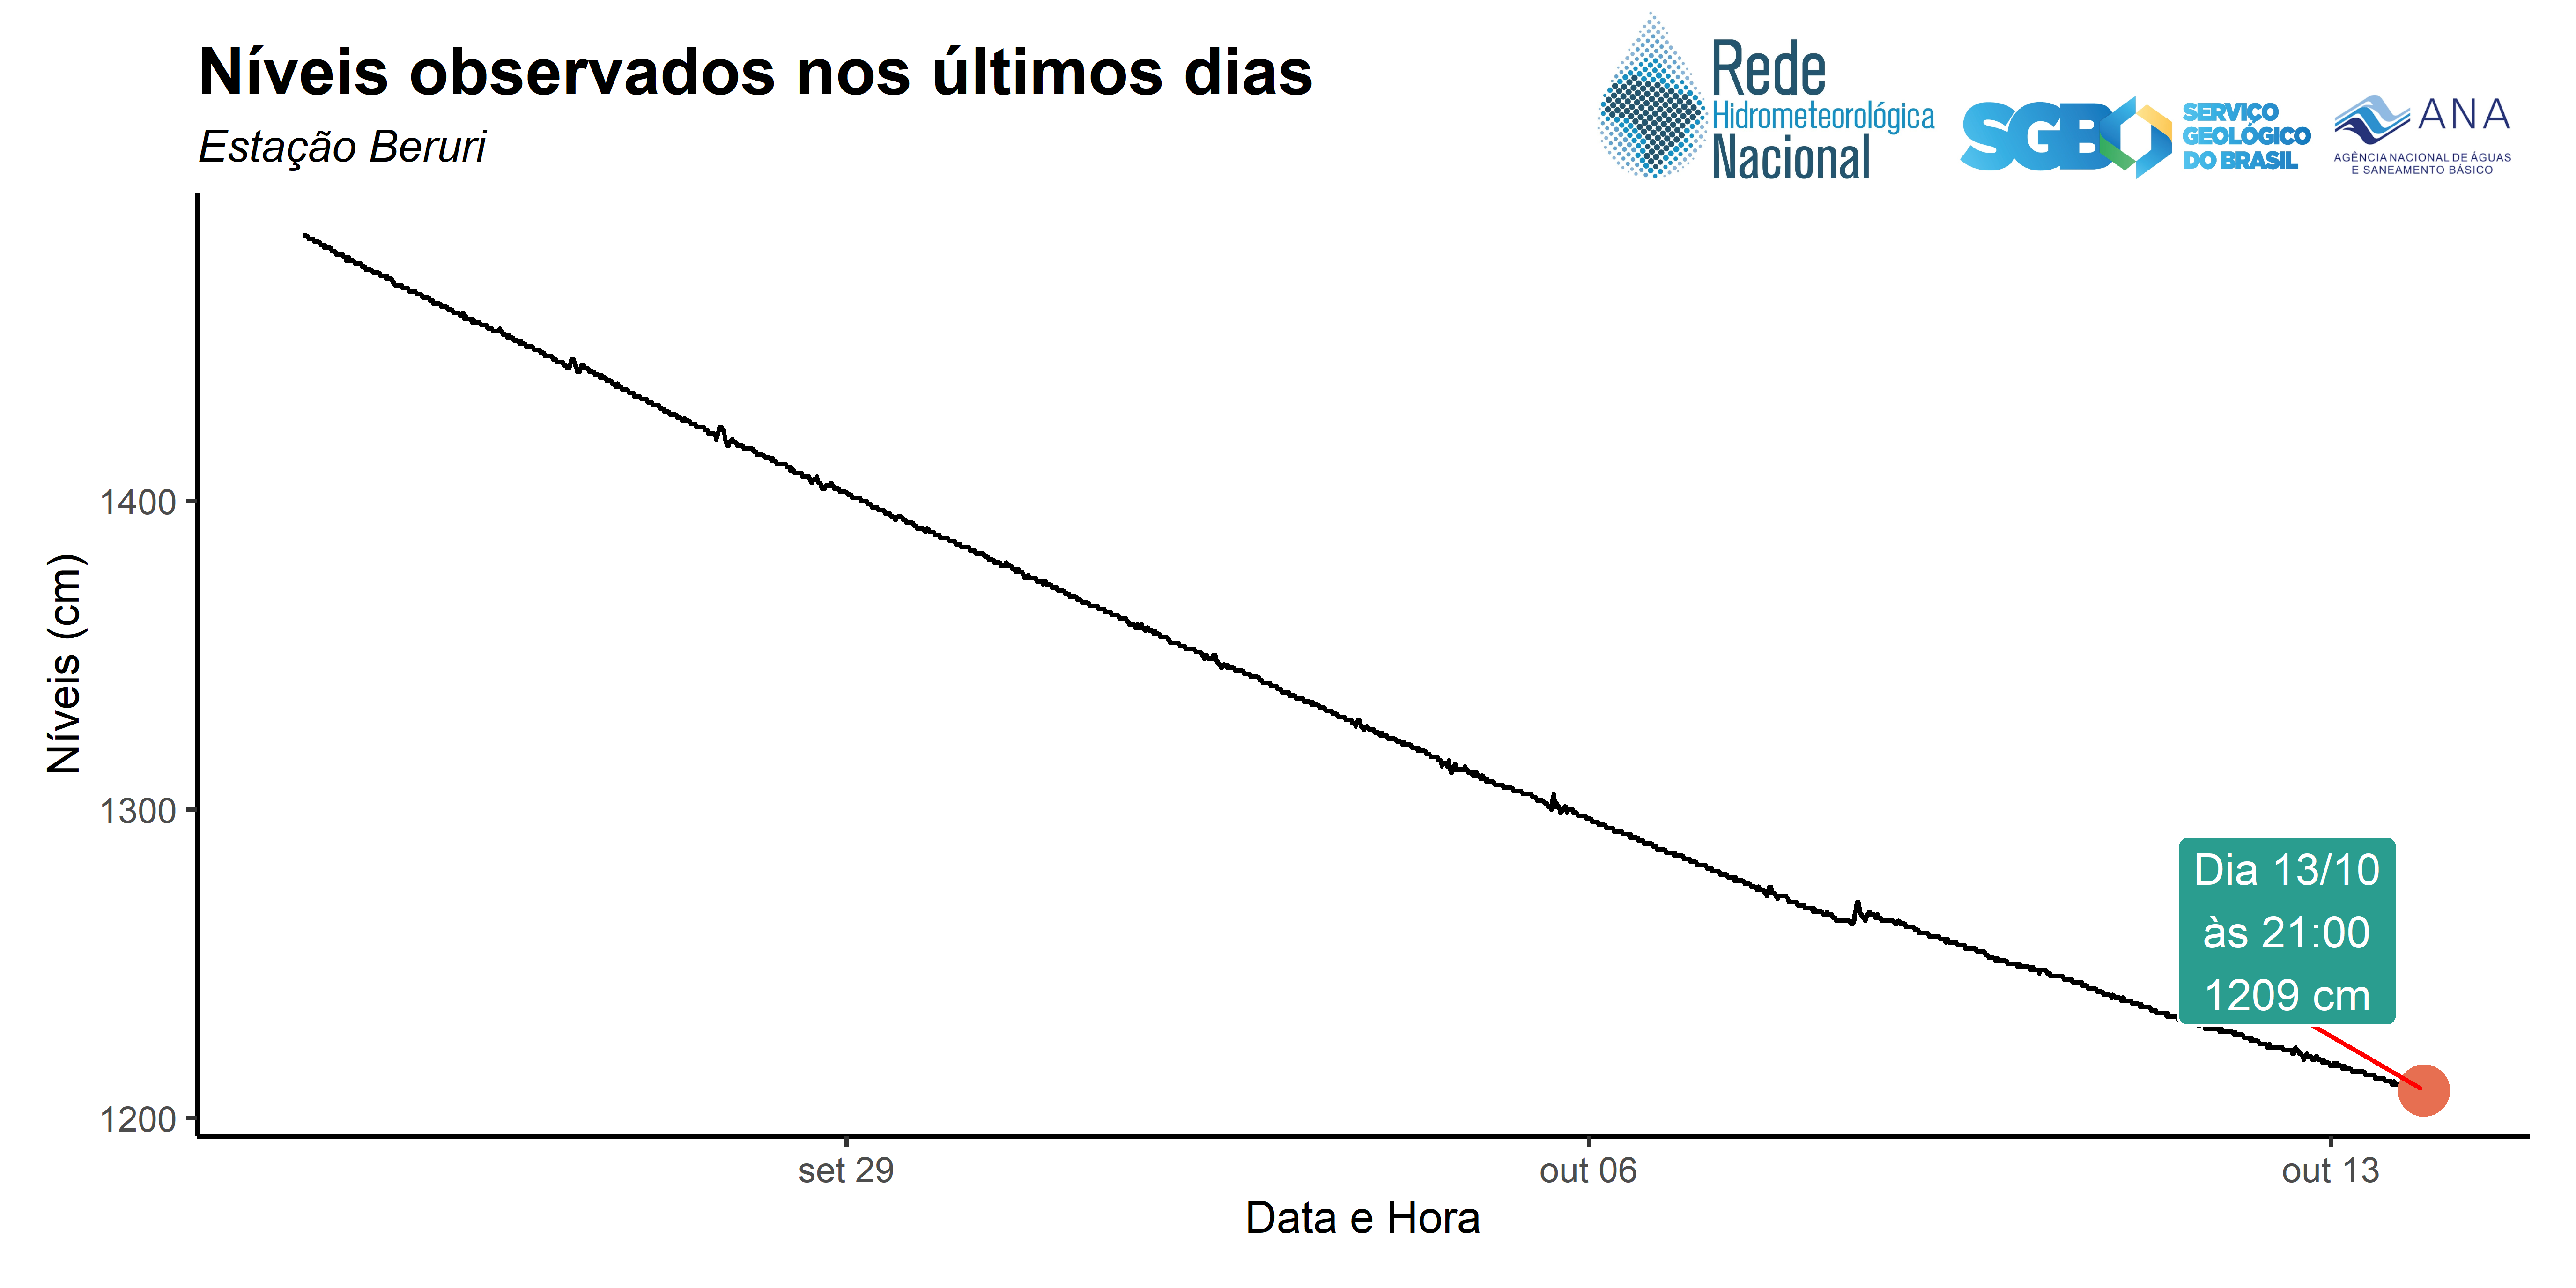 Níveis observados nos últimos dias
Estação Beruri
Rede
Hidrometeorológica
Nacional
SGB
SERVIÇO
GEOLÓGICO
DO BRASIL
ANA
AGÊNCIA NACIONAL DE ÁGUAS
E SANEAMENTO BÁSICO
Níveis (cm)
1400
1300
1200
Dia 13/10
às 21:00
1209 cm
set 29
out 06
out 13
Data e Hora